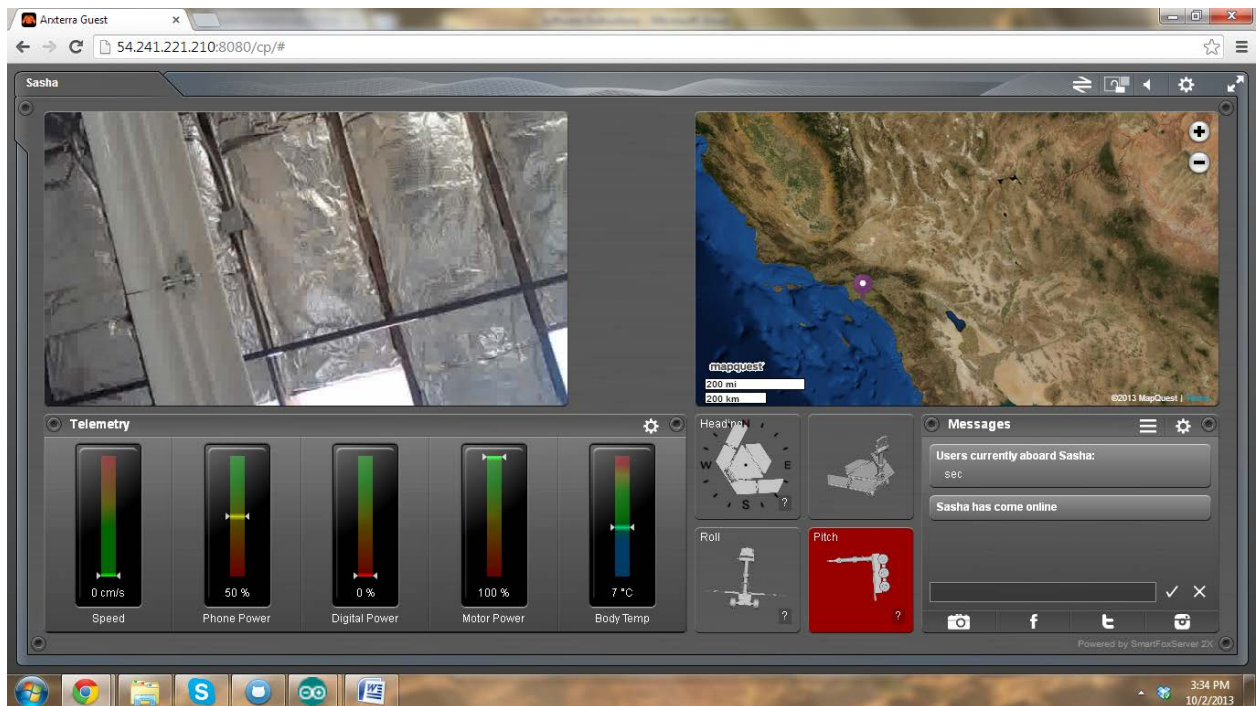 Anxterra Guest
54.241.221.210:8080/cp/#
Sasha
mapquest
200 mi
200 km
©2013 MapQuest |
Telemetry
0 cm/s
50 %
0 %
100 %
7 °C
Speed
Phone Power
Digital Power
Motor Power
Body Temp
Heading
N
W
E
S
?
Roll
?
Pitch
?
Messages
Users currently aboard Sasha:
sec
Sasha has come online
Powered by SmartFoxServer 2X
3:34 PM
10/2/2013